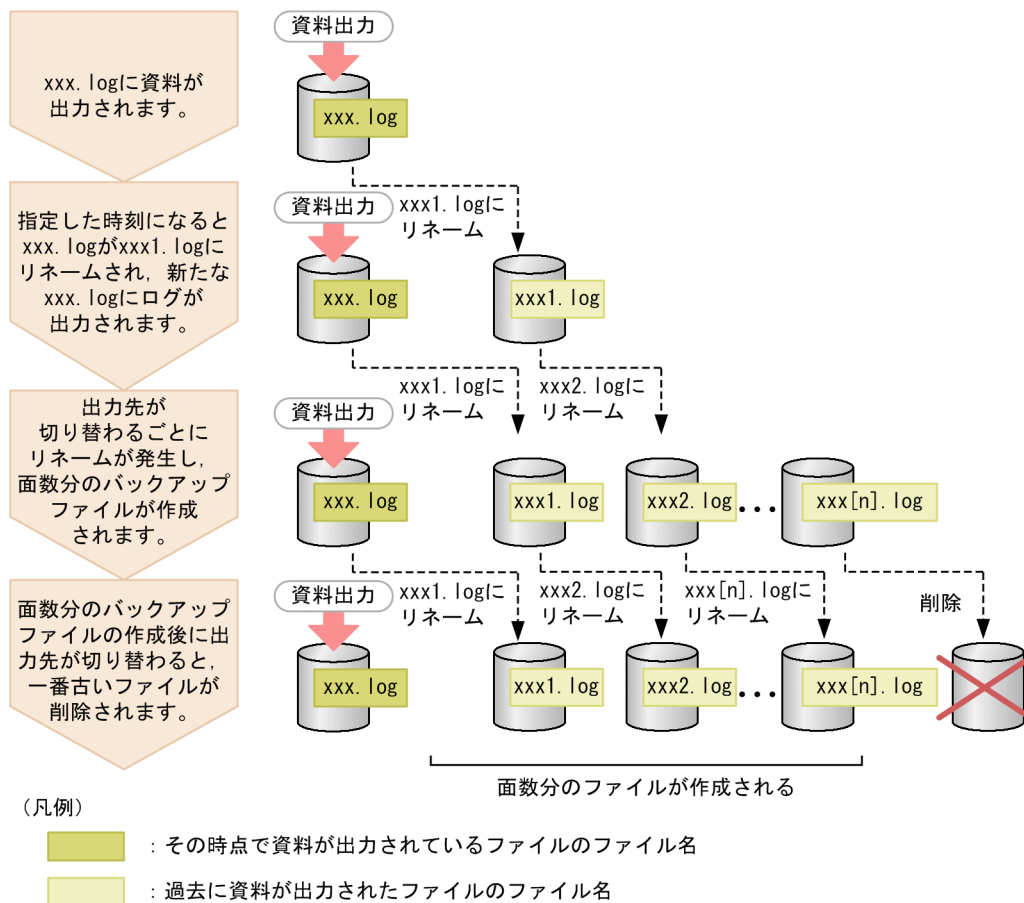 資料出力
xxx.logに資料が
出力されます。
xxx.log
指定した時刻になると
xxx.logがxxx1.logに
リネームされ，新たな
xxx.logにログが
出力されます。
資料出力
xxx1.logに
リネーム
xxx.log
xxx1.log
出力先が
切り替わるごとに
リネームが発生し，
面数分のバックアップ
ファイルが作成
されます。
資料出力
xxx1.logに
リネーム
xxx2.logに
リネーム
xxx.log
xxx1.log
xxx2.log
•••
xxx[n].log
面数分のバックアップ
ファイルの作成後に出
力先が切り替わると，
一番古いファイルが
削除されます。
資料出力
xxx1.logに
リネーム
xxx2.logに
リネーム
xxx[n].logに
リネーム
削除
xxx.log
xxx1.log
xxx2.log
•••
xxx[n].log
面数分のファイルが作成される
（凡例）
：その時点で資料が出力されているファイルのファイル名
：過去に資料が出力されたファイルのファイル名